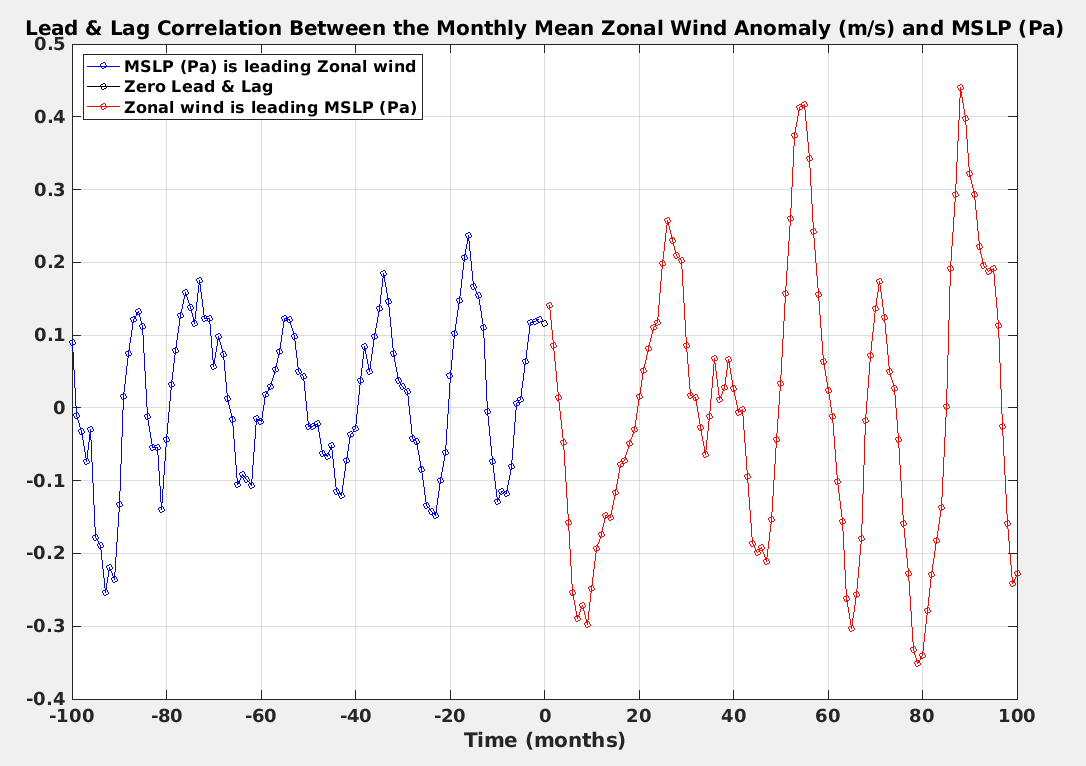 Lead & Lag Correlation Between the Monthly Mean Zonal Wind Anomaly (m/s) and MSLP (Pa)
MSLP (Pa) is leading Zonal wind
Zero Lead & Lag
Zonal wind is leading MSLP (Pa)
0.5
0.4
0.3
0.2
0.1
0
-0.1
-0.2
-0.3
-0.4
-100 -80 -60 -40 -20 0 20 40 60 80 100
Time (months)